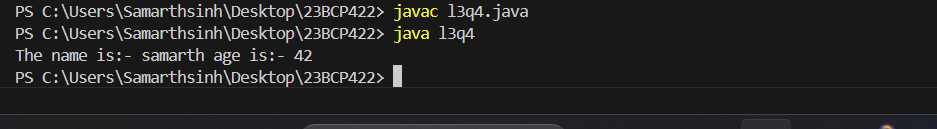 PS C:\Users\Samarthsinh\Desktop\23BCP422> javac l3q4.java
PS C:\Users\Samarthsinh\Desktop\23BCP422> java l3q4
The name is:- samarth age is:- 42
PS C:\Users\Samarthsinh\Desktop\23BCP422>